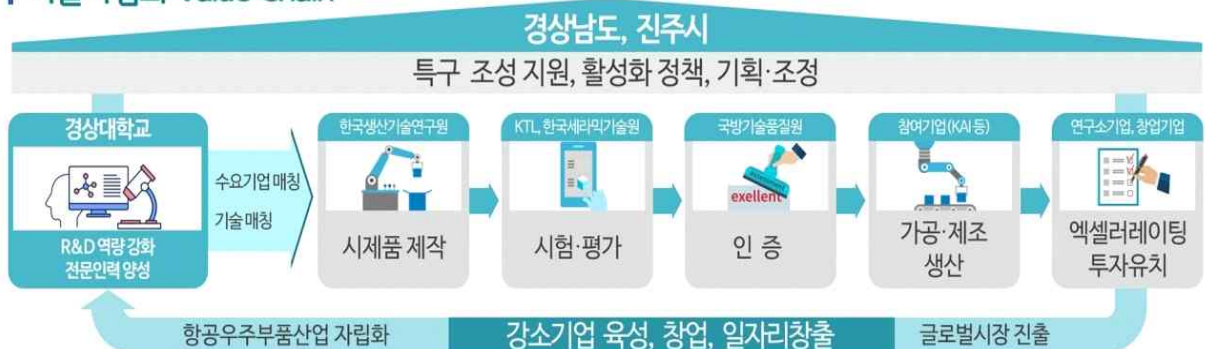 Value Chain
경상남도, 진주시
특구 조성 지원, 활성화 정책, 기획·조정
경상대학교
R&D 역량 강화
전문인력 양성
수요기업 매칭
기술 매칭
한국생산기술연구원
시제품 제작
KTL, 한국세라믹기술원
시험·평가
국방기술품질원
exellent
인 증
참여기업(KAI 등)
가공·제조
생산
연구소기업, 창업기업
엑셀러레이팅
투자유치
항공우주부품산업 자립화
강소기업 육성, 창업, 일자리창출
글로벌시장 진출